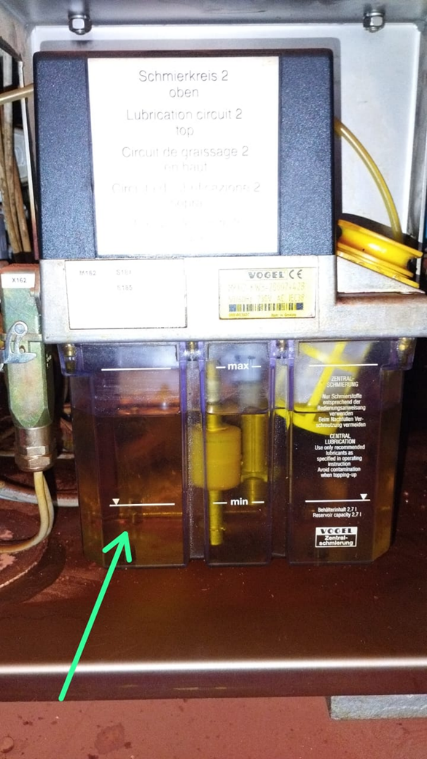 Schmierkreis 2
oben
Lubrication circuit 2
top
Circuit de graissage 2
en haut
X162
M162
S161
VOGEL CE
max
min
ZENTRAL-
SCHMIERUNG
Nur Schmierstoffe
entsprechend der
Bedienungsanweisung
verwenden
Beim Nachfüllen Ver-
schmutzung vermeiden
CENTRAL
LUBRICATION
Use only recommended
lubricants as
specified in operating
instruction
Avoid contamination
when topping-up
Behälterinhalt 2,7 l
Reservoir capacity 2.7 l
VOGEL
Zentral-
schmierung